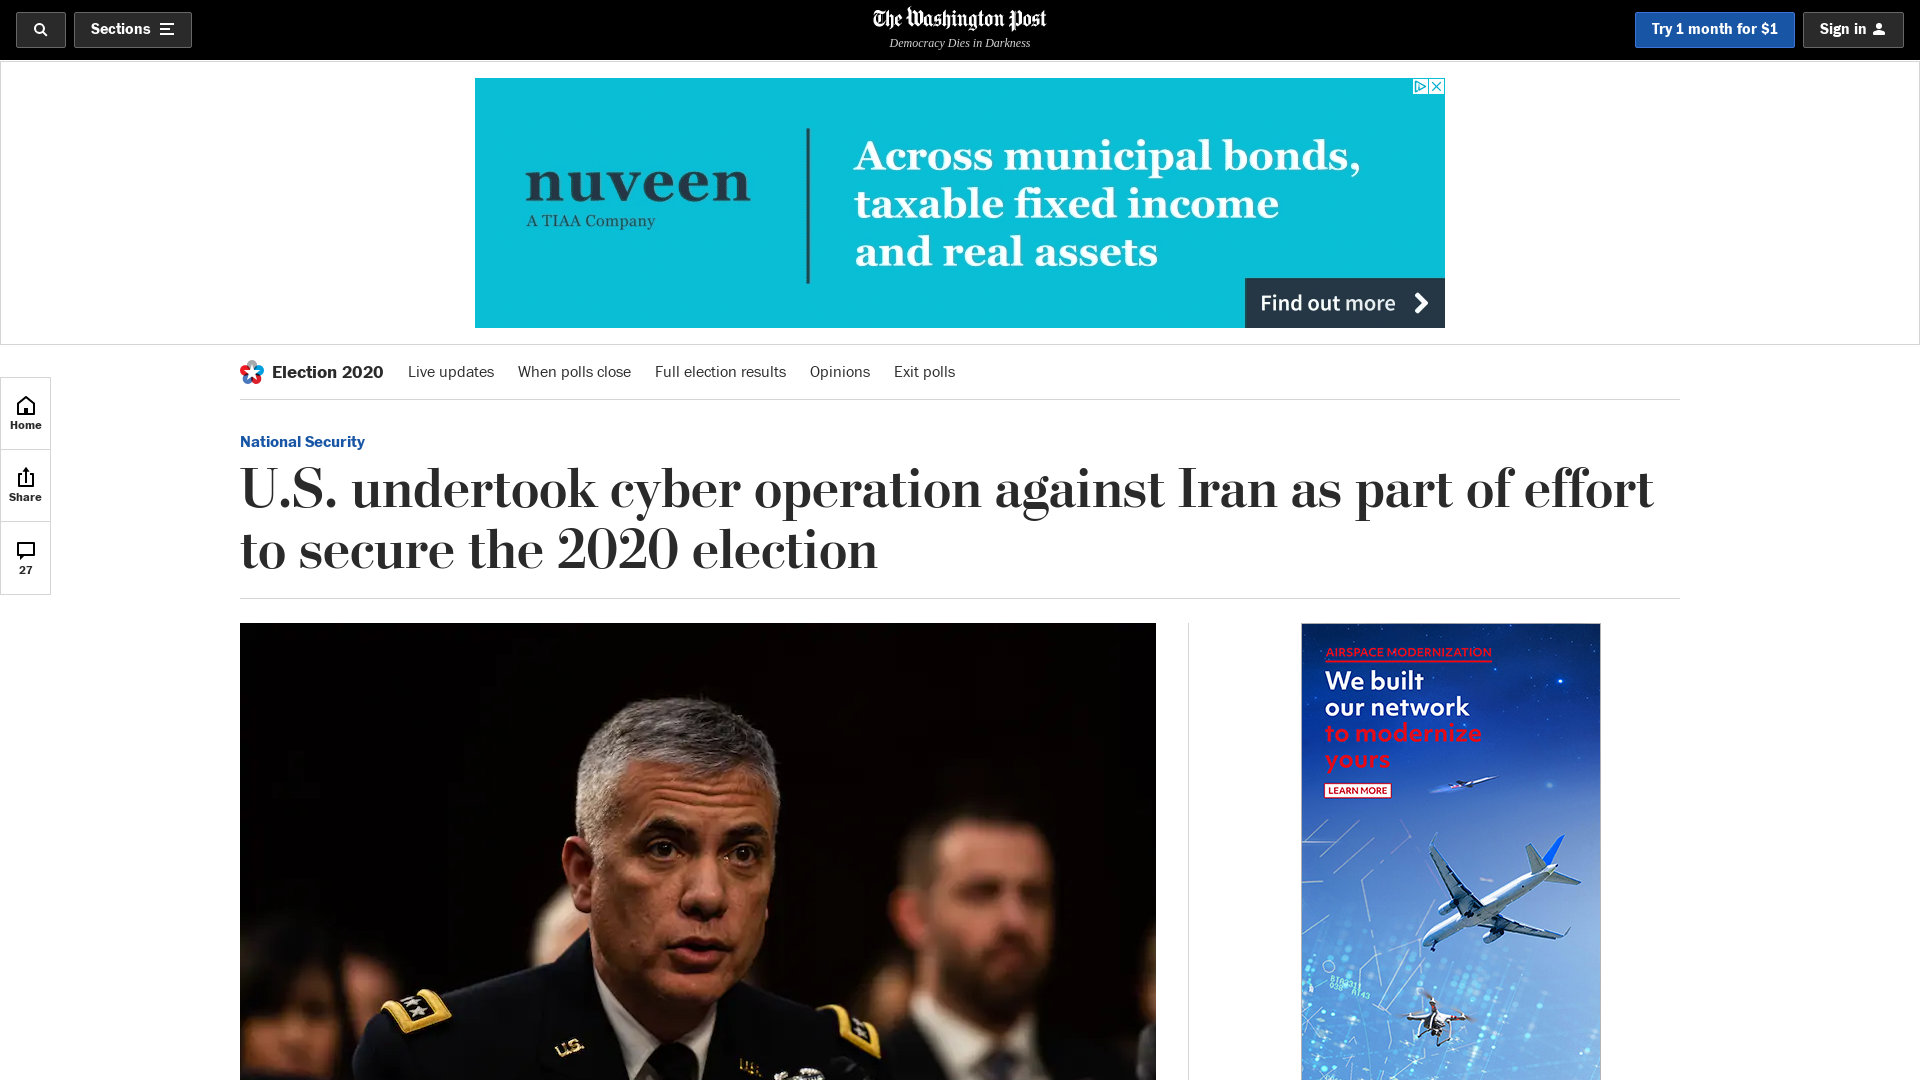 Sections
The Washington Post
Democracy Dies in Darkness
Try 1 month for $1
Sign in
nuveen
A TIAA Company
Across municipal bonds,
taxable fixed income
and real assets
Find out more
Election 2020
Live updates
When polls close
Full election results
Opinions
Exit polls
Home
Share
27
National Security
U.S. undertook cyber operation against Iran as part of effort
to secure the 2020 election
U.S.
U.S.
AIRSPACE MODERNIZATION
We built
our network
to modernize
yours
LEARN MORE